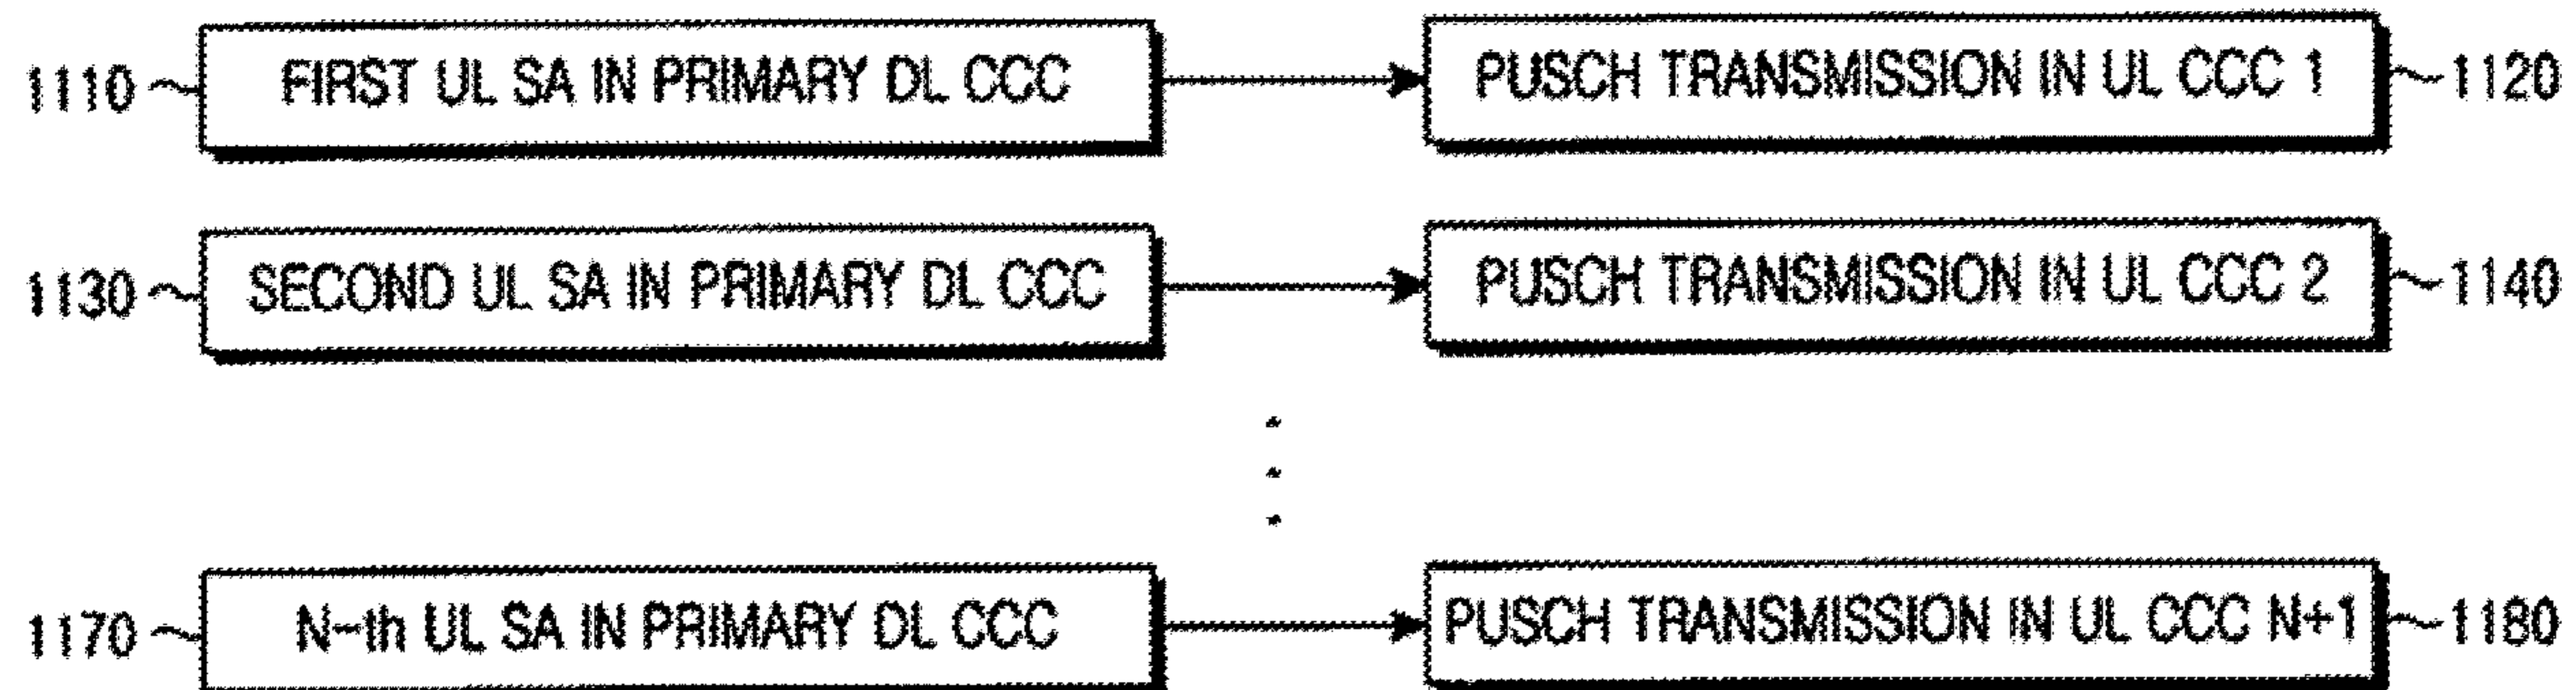 1110 FIRST UL SA IN PRIMARY DL CCC PUSCH TRANSMISSION IN UL CCC 1 1120
1130 SECOND UL SA IN PRIMARY DL CCC PUSCH TRANSMISSION IN UL CCC 2 1140
1170 N-th UL SA IN PRIMARY DL CCC PUSCH TRANSMISSION IN UL CCC N+1 1180